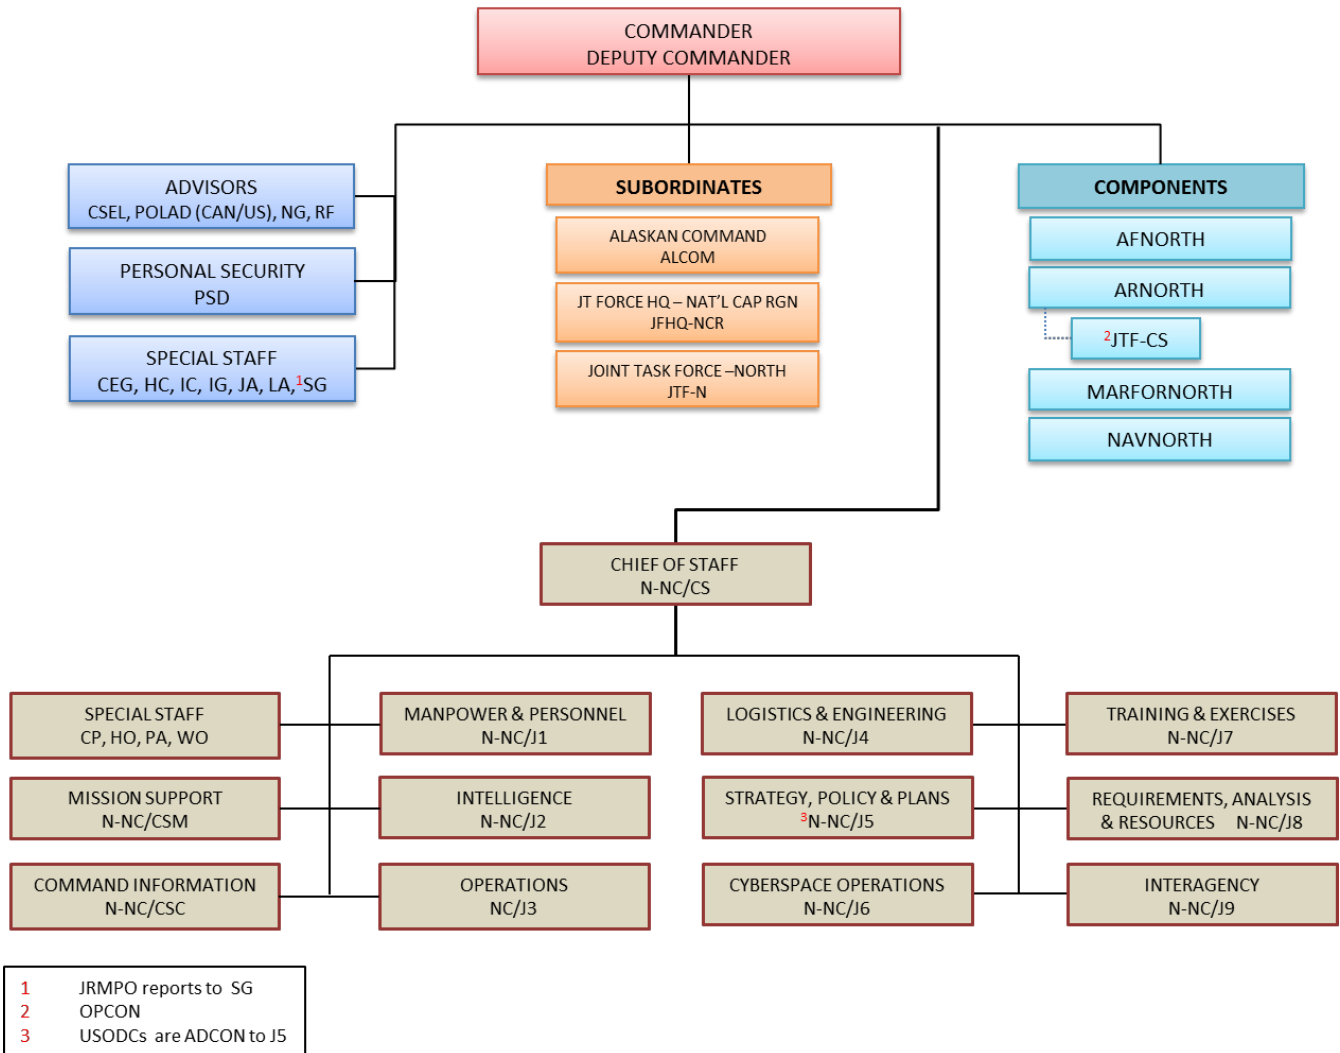 COMMANDER
DEPUTY COMMANDER
ADVISORS
CSEL, POLAD (CAN/US), NG, RF
PERSONAL SECURITY
PSD
SPECIAL STAFF
CEG, HC, IC, IG, JA, LA,¹SG
SUBORDINATES
ALASKAN COMMAND
ALCOM
JT FORCE HQ – NAT'L CAP RGN
JFHQ-NCR
JOINT TASK FORCE –NORTH
JTF-N
COMPONENTS
AFNORTH
ARNORTH
²JTF-CS
MARFORNORTH
NAVNORTH
CHIEF OF STAFF
N-NC/CS
SPECIAL STAFF
CP, HO, PA, WO
MANPOWER & PERSONNEL
N-NC/J1
LOGISTICS & ENGINEERING
N-NC/J4
TRAINING & EXERCISES
N-NC/J7
MISSION SUPPORT
N-NC/CSM
INTELLIGENCE
N-NC/J2
STRATEGY, POLICY & PLANS
³N-NC/J5
REQUIREMENTS, ANALYSIS
& RESOURCES N-NC/J8
COMMAND INFORMATION
N-NC/CSC
OPERATIONS
NC/J3
CYBERSPACE OPERATIONS
N-NC/J6
INTERAGENCY
N-NC/J9
1 JRMPO reports to SG
2 OPCON
3 USODCs are ADCON to J5